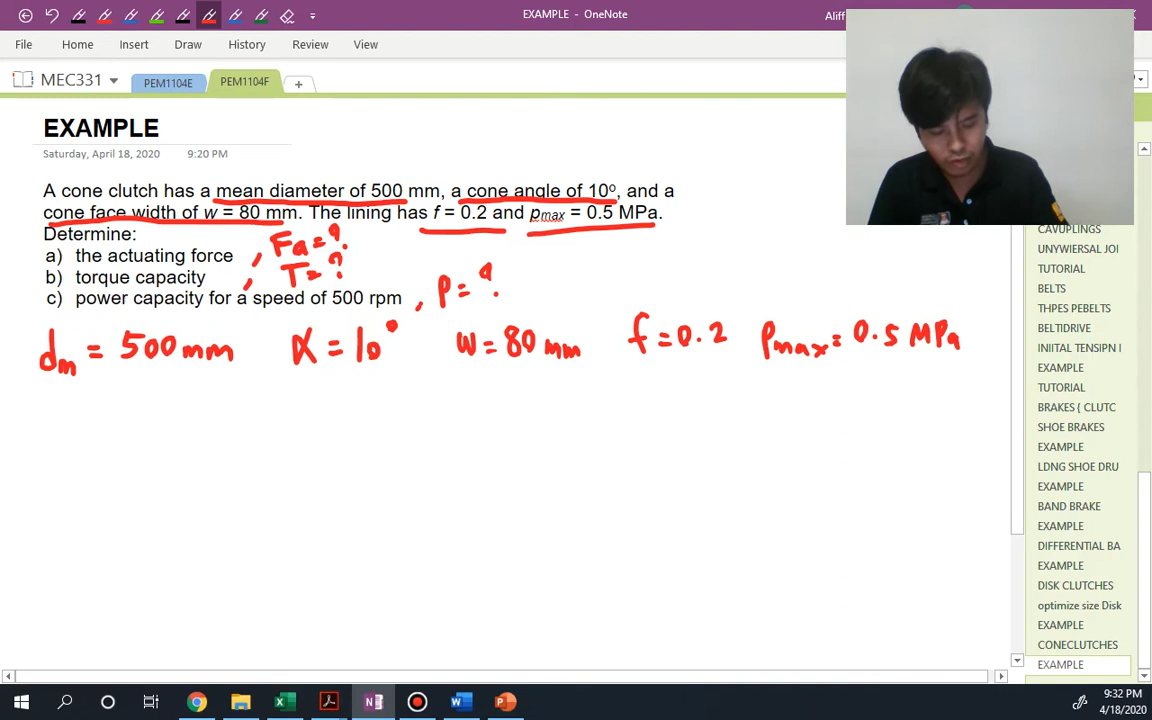 EXAMPLE - OneNote
Aliff
File Home Insert Draw History Review View
MEC331 PEM1104E PEM1104F
EXAMPLE
Saturday, April 18, 2020 9:20 PM
A cone clutch has a mean diameter of 500 mm, a cone angle of 10º, and a
cone face width of w = 80 mm. The lining has f = 0.2 and pmax = 0.5 MPa.
Determine:
a) the actuating force , Fa = ?
b) torque capacity , T = ?
c) power capacity for a speed of 500 rpm , P = ?
dm = 500 mm α = 10° w = 80 mm f = 0.2 Pmax = 0.5 MPa
CAVUPLINGS
UNYWIERSAL JOI
TUTORIAL
BELTS
THPES PEBELTS
BELTIDRIVE
INIITAL TENSIPN I
EXAMPLE
TUTORIAL
BRAKES { CLUTC
SHOE BRAKES
EXAMPLE
LDNG SHOE DRU
EXAMPLE
BAND BRAKE
EXAMPLE
DIFFERENTIAL BA
EXAMPLE
DISK CLUTCHES
optimize size Disk
EXAMPLE
CONECLUTCHES
EXAMPLE
9:32 PM
4/18/2020